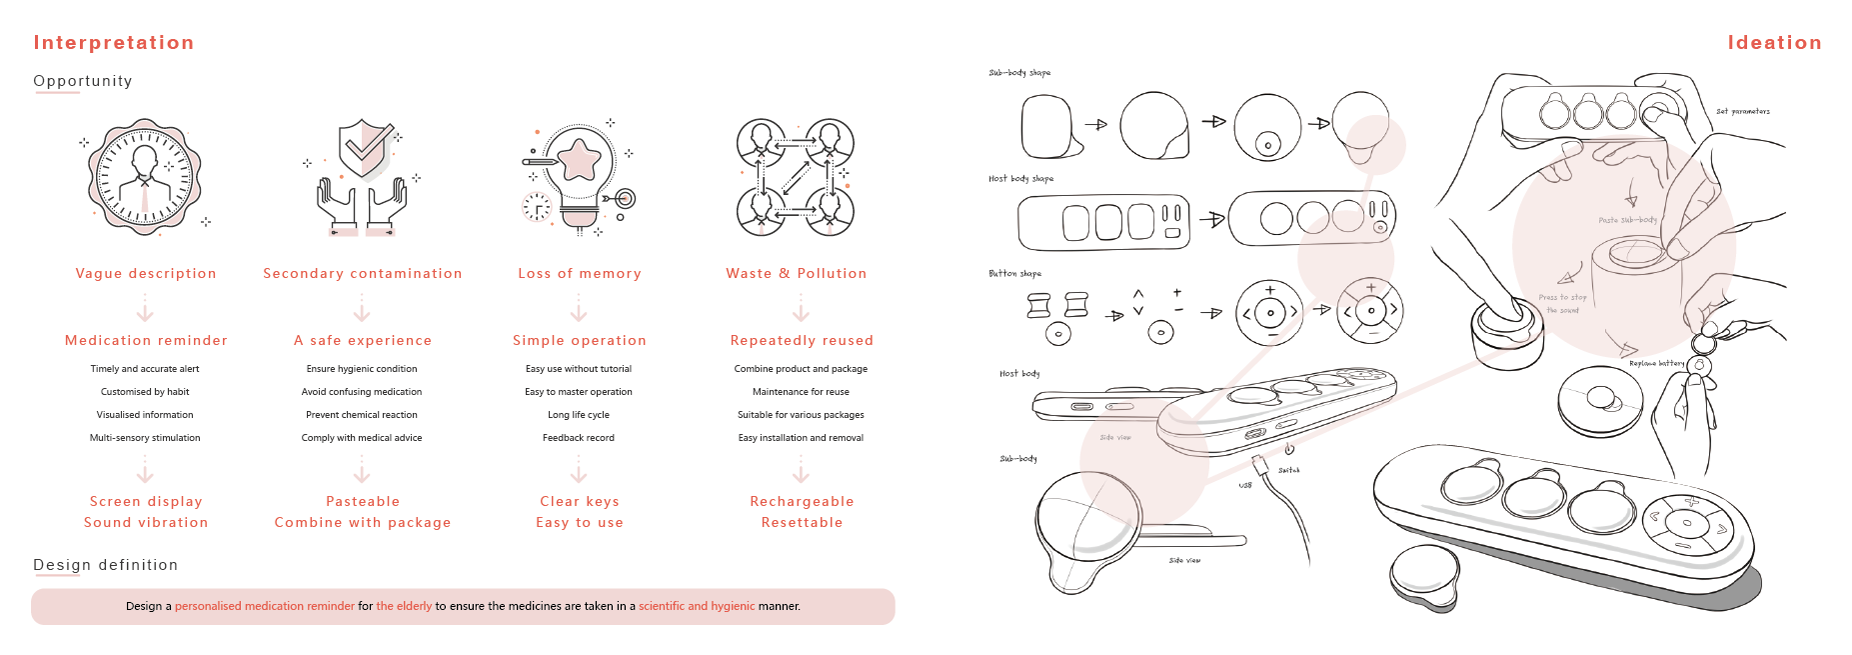 Interpretation
Opportunity
Vague description
Secondary contamination
Loss of memory
Waste & Pollution
Medication reminder
A safe experience
Simple operation
Repeatedly reused
Timely and accurate alert
Ensure hygienic condition
Easy use without tutorial
Combine product and package
Customised by habit
Avoid confusing medication
Easy to master operation
Maintenance for reuse
Visualised information
Prevent chemical reaction
Long life cycle
Suitable for various packages
Multi-sensory stimulation
Comply with medical advice
Feedback record
Easy installation and removal
Screen display
Sound vibration
Pasteable
Combine with package
Clear keys
Easy to use
Rechargeable
Resettable
Design definition
Design a personalised medication reminder for the elderly to ensure the medicines are taken in a scientific and hygienic manner.
Ideation
Sub-body shape
Set parameters
Host body shape
Paste Sub-body
Button shape
Press to stop
the sound
Replace battery
Host body
Side view
Switch
USB
Sub-body
Side view